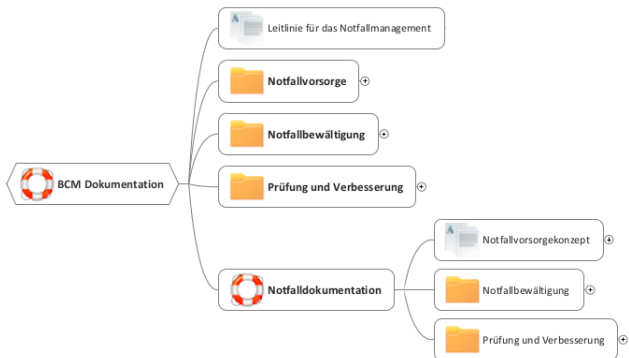 Leitlinie für das Notfallmanagement
Notfallvorsorge
Notfallbewältigung
BCM Dokumentation
Prüfung und Verbesserung
Notfallvorsorgekonzept
Notfalldokumentation
Notfallbewältigung
Prüfung und Verbesserung